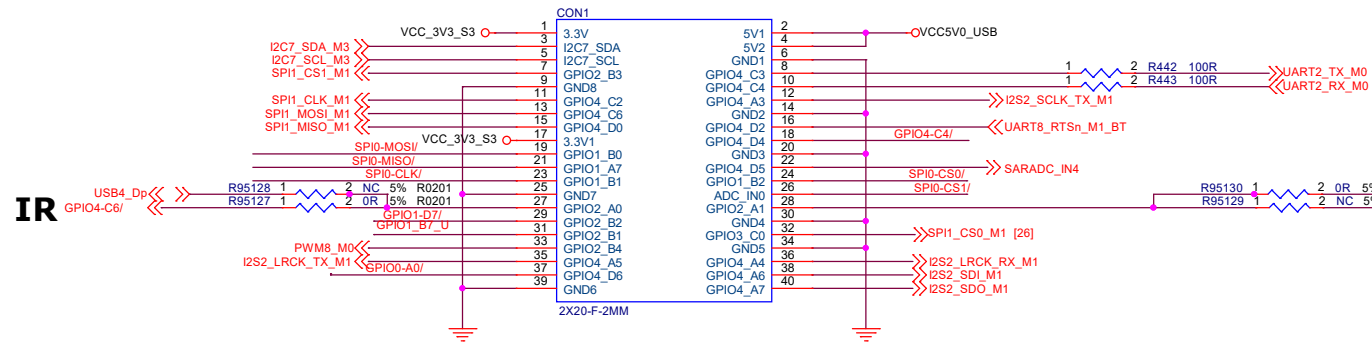 CON1
VCC_3V3_S3 1 3.3V 5V1 2 VCC5V0_USB
I2C7_SDA_M3 3 I2C7_SDA 5V2 4
I2C7_SCL_M3 5 I2C7_SCL GND1 6
SPI1_CS1_M1 7 GPIO2_B3 GPIO4_C3 8 1 2 R442 100R UART2_TX_M0
9 GND8 GPIO4_C4 10 1 2 R443 100R UART2_RX_M0
SPI1_CLK_M1 11 GPIO4_C2 GPIO4_A3 12 I2S2_SCLK_TX_M1
SPI1_MOSI_M1 13 GPIO4_C6 GND2 14
SPI1_MISO_M1 15 GPIO4_D0 GPIO4_D2 16 UART8_RTSn_M1_BT
VCC_3V3_S3 17 3.3V1 GPIO4_D4 18 GPIO4-C4/
SPI0-MOSI/ 19 GPIO1_B0 GND3 20
SPI0-MISO/ 21 GPIO1_A7 GPIO4_D5 22 SARADC_IN4
SPI0-CLK/ 23 GPIO1_B1 GPIO1_B2 24 SPI0-CS0/
USB4_Dp R95128 1 2 NC 5% R0201 25 GND7 ADC_IN0 26 SPI0-CS1/ R95130 1 2 0R 5
IR GPIO4-C6/ R95127 1 2 0R 5% R0201 27 GPIO2_A0 GPIO2_A1 28 R95129 1 2 NC 5
GPIO1-D7/ 29 GPIO2_B2 GND4 30
GPIO1_B7_U 31 GPIO2_B1 GPIO3_C0 32 SPI1_CS0_M1 [26]
PWM8_M0 33 GPIO2_B4 GND5 34
I2S2_LRCK_TX_M1 35 GPIO4_A5 GPIO4_A4 36 I2S2_LRCK_RX_M1
GPIO0-A0/ 37 GPIO4_D6 GPIO4_A6 38 I2S2_SDI_M1
39 GND6 GPIO4_A7 40 I2S2_SDO_M1
2X20-F-2MM